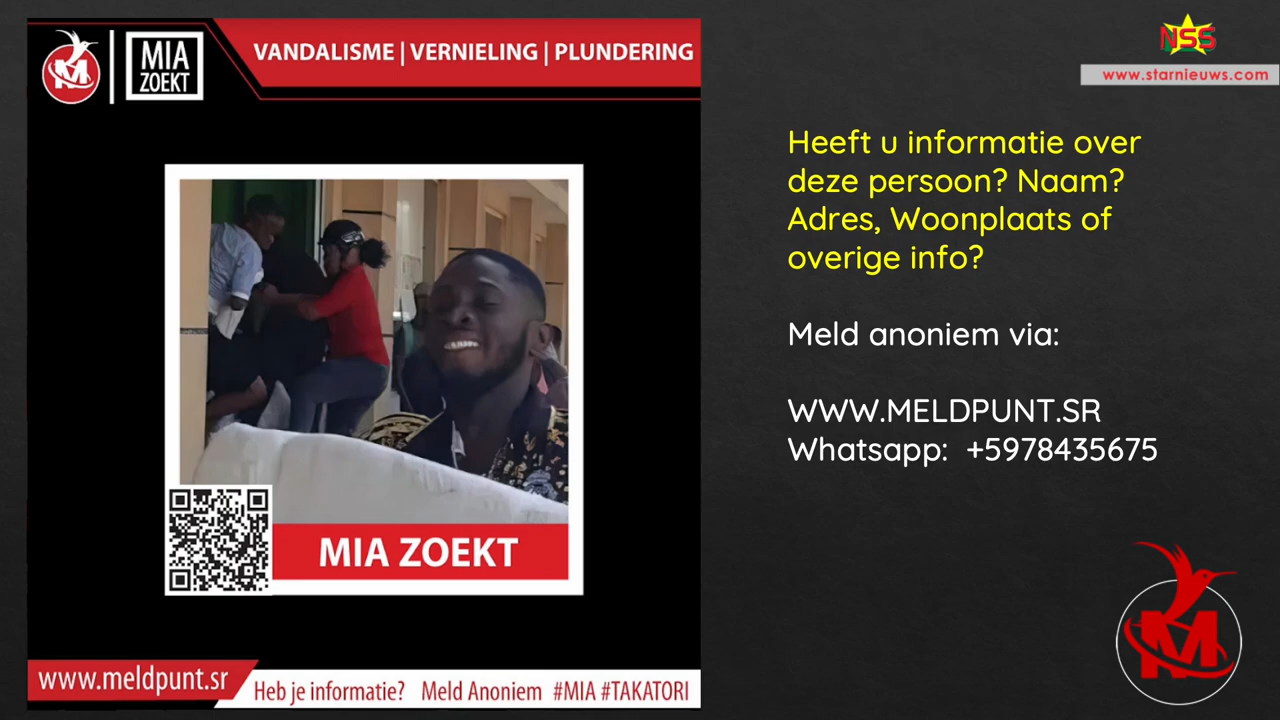 M
MIA
ZOEKT
VANDALISME | VERNIELING | PLUNDERING
MIA ZOEKT
www.meldpunt.sr
Heb je informatie? Meld Anoniem #MIA #TAKATORI
NSS
www.starnieuws.com
Heeft u informatie over
deze persoon? Naam?
Adres, Woonplaats of
overige info?
Meld anoniem via:
WWW.MELDPUNT.SR
Whatsapp: +5978435675
M